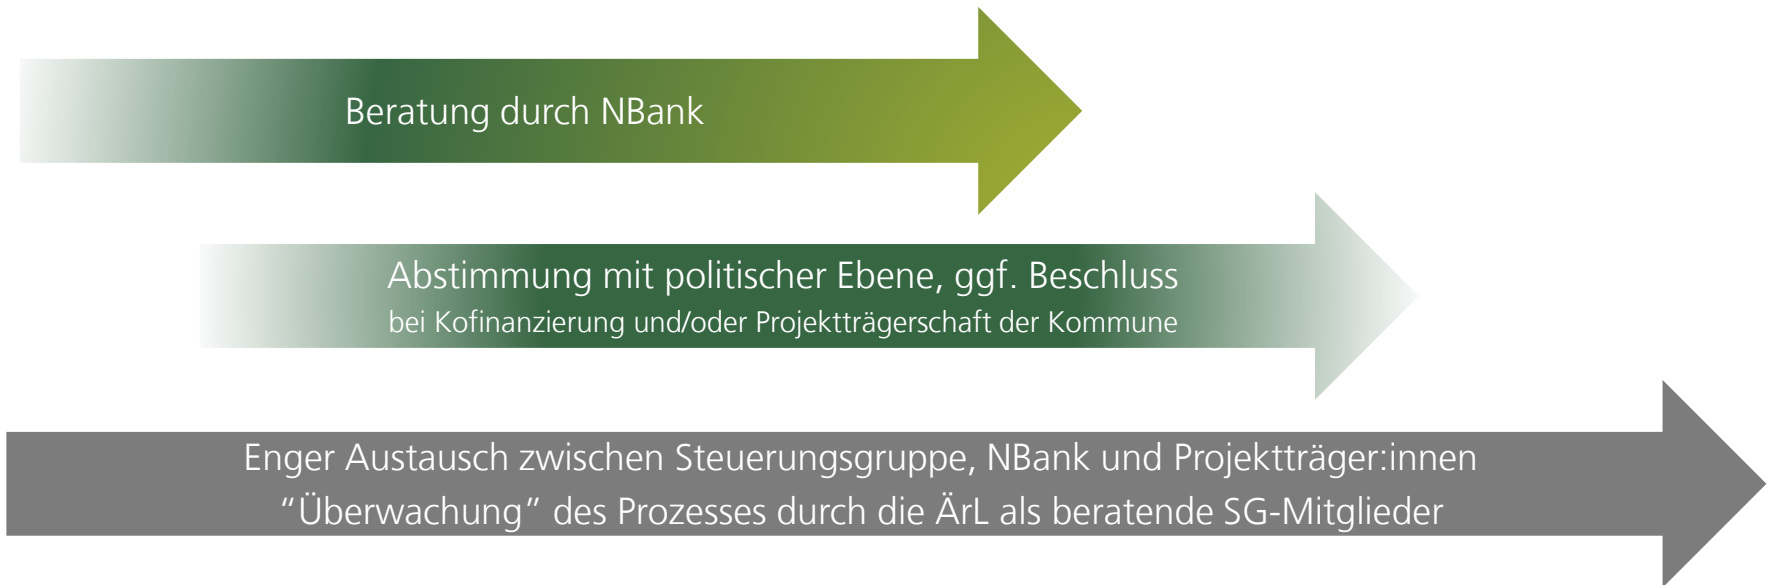 Beratung durch NBank
Abstimmung mit politischer Ebene, ggf. Beschluss
bei Kofinanzierung und/oder Projektträgerschaft der Kommune
Enger Austausch zwischen Steuerungsgruppe, NBank und Projektträger:innen
“Überwachung” des Prozesses durch die ÄrL als beratende SG-Mitglieder